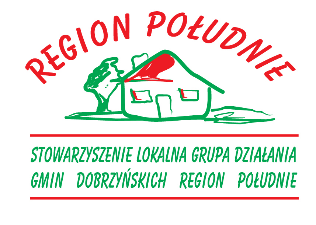 REGION POŁUDNIE
STOWARZYSZENIE LOKALNA GRUPA DZIAŁANIA
GMIN DOBRZYŃSKICH REGION POŁUDNIE